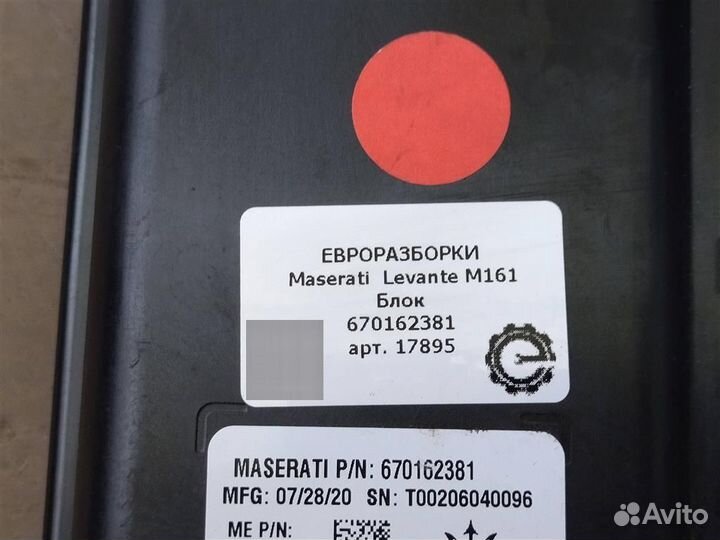 ЕВРОРАЗБОРКИ
Maserati Levante M161
Блок
670162381
арт. 17895
MASERATI P/N: 670162381
MFG: 07/28/20 SN: T00206040096
ME P/N:
Avito